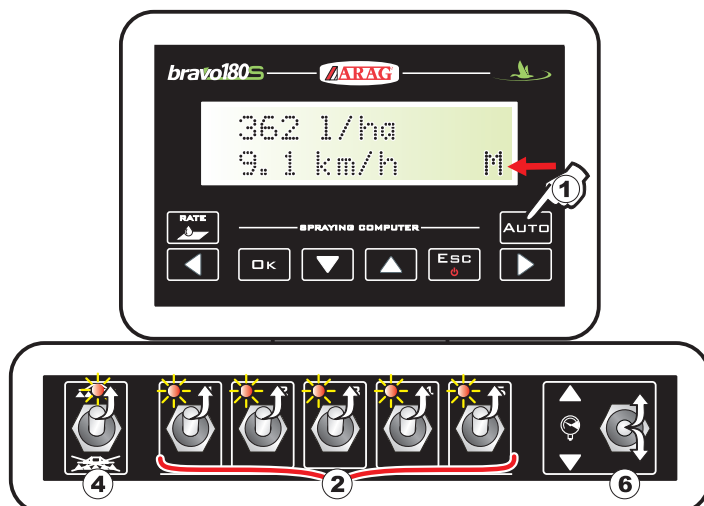 bravo180S ARAG
362 l/ha
9.1 km/h M
1
RATE
SPRAYING COMPUTER
AUTO
OK
ESC
4
2
6